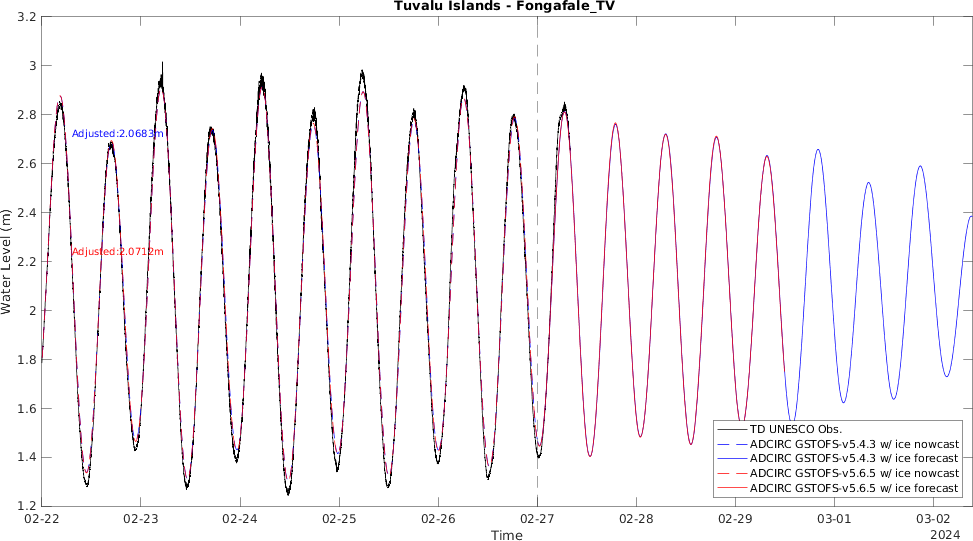 Tuvalu Islands - Fongafale_TV
3.2
3
2.8
2.6
2.4
2.2
2
1.8
1.6
1.4
1.2
Water Level (m)
Adjusted:2.0683m
Adjusted:2.0712m
TD UNESCO Obs.
ADCIRC GSTOFS-v5.4.3 w/ ice nowcast
ADCIRC GSTOFS-v5.4.3 w/ ice forecast
ADCIRC GSTOFS-v5.6.5 w/ ice nowcast
ADCIRC GSTOFS-v5.6.5 w/ ice forecast
02-22 02-23 02-24 02-25 02-26 02-27 02-28 02-29 03-01 03-02
2024
Time